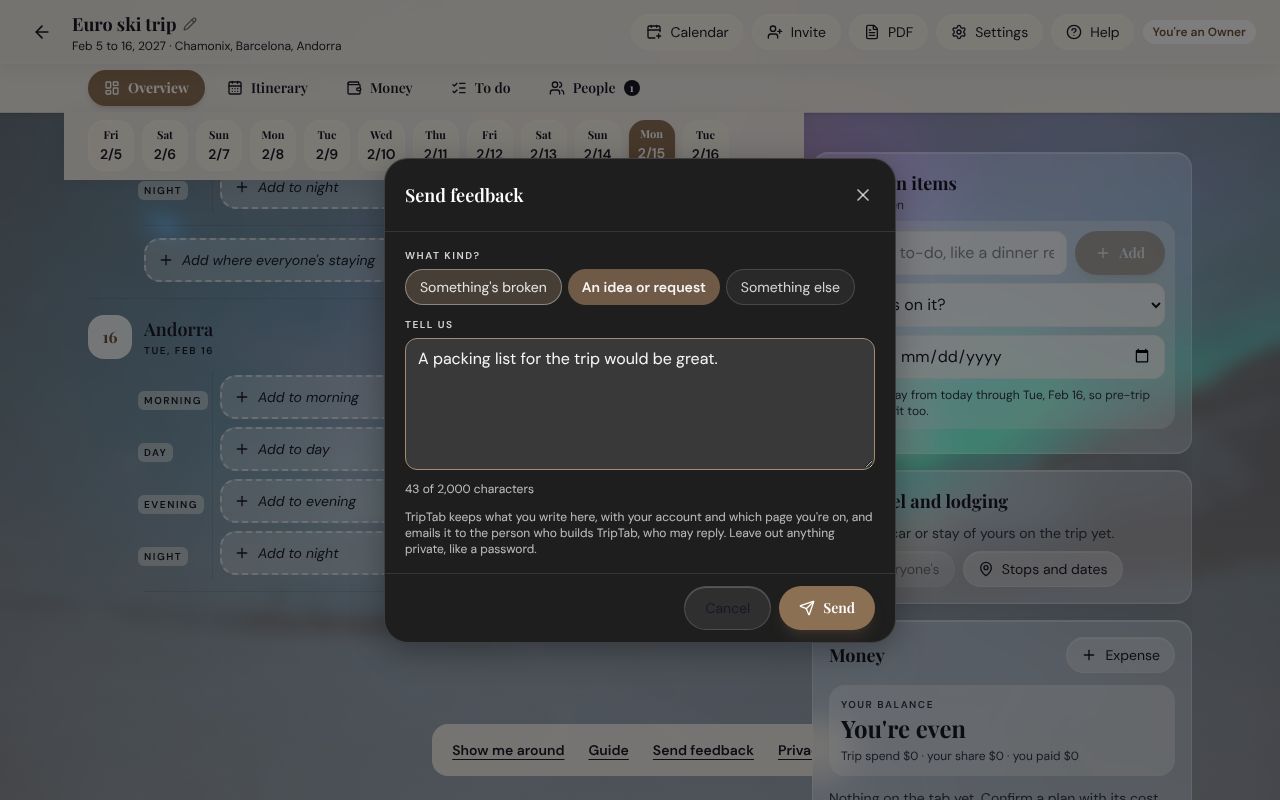 Euro ski trip
Feb 5 to 16, 2027 · Chamonix, Barcelona, Andorra
Calendar
Invite
PDF
Settings
Help
You're an Owner
Overview
Itinerary
Money
To do
People 1
Fri 2/5
Sat 2/6
Sun 2/7
Mon 2/8
Tue 2/9
Wed 2/10
Thu 2/11
Fri 2/12
Sat 2/13
Sun 2/14
Mon 2/15
Tue 2/16
NIGHT
+ Add to night
+ Add where everyone's staying
16
Andorra
TUE, FEB 16
MORNING
+ Add to morning
DAY
+ Add to day
EVENING
+ Add to evening
NIGHT
+ Add to night
Send feedback
WHAT KIND?
Something's broken
An idea or request
Something else
TELL US
A packing list for the trip would be great.
43 of 2,000 characters
TripTab keeps what you write here, with your account and which page you're on, and
emails it to the person who builds TripTab, who may reply. Leave out anything
private, like a password.
Cancel
Send
items
to-do, like a dinner
+ Add
on it?
mm/dd/yyyy
from today through Tue, Feb 16, so pre-trip
it too.
and lodging
car or stay of yours on the trip yet.
Stops and dates
Money
+ Expense
YOUR BALANCE
You're even
Trip spend $0 · your share $0 · you paid $0
Nothing on the tab yet. Confirm a plan with its cost
Show me around
Guide
Send feedback